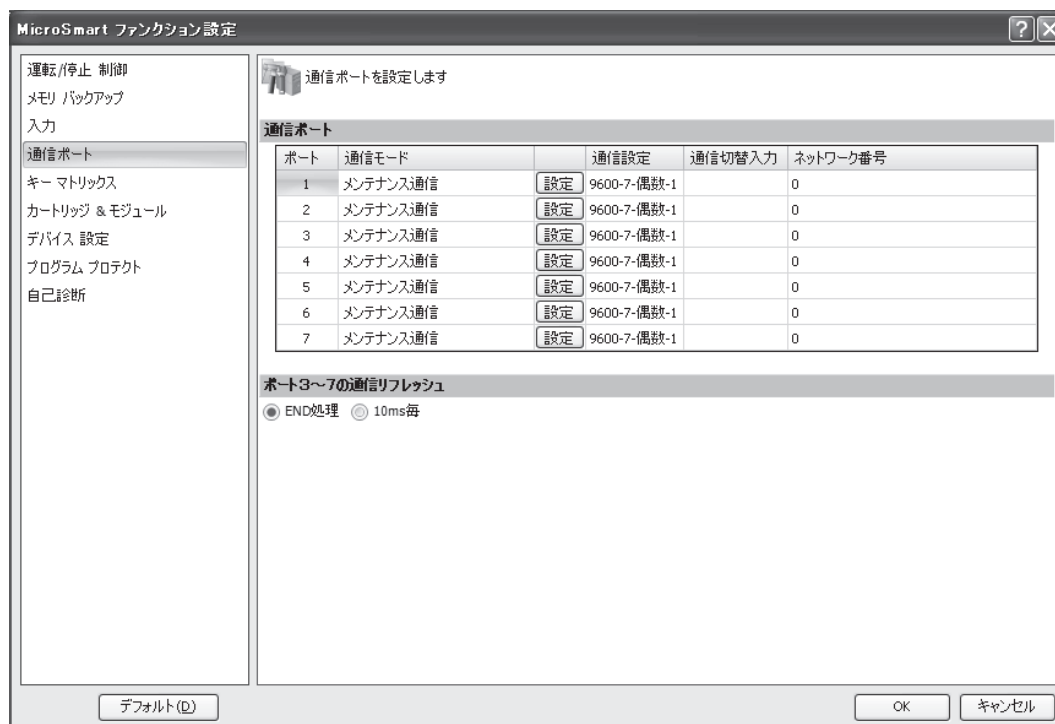 MicroSmart ファンクション設定
運転/停止 制御
メモリ バックアップ
入力
通信ポート
キー マトリックス
カートリッジ & モジュール
デバイス 設定
プログラム プロテクト
自己診断
通信ポートを設定します
通信ポート
ポート 通信モード 通信設定 通信切替入力 ネットワーク番号
1 メンテナンス通信 設定 9600-7-偶数-1 0
2 メンテナンス通信 設定 9600-7-偶数-1 0
3 メンテナンス通信 設定 9600-7-偶数-1 0
4 メンテナンス通信 設定 9600-7-偶数-1 0
5 メンテナンス通信 設定 9600-7-偶数-1 0
6 メンテナンス通信 設定 9600-7-偶数-1 0
7 メンテナンス通信 設定 9600-7-偶数-1 0
ポート3～7の通信リフレッシュ
END処理 10ms毎
デフォルト(D) OK キャンセル